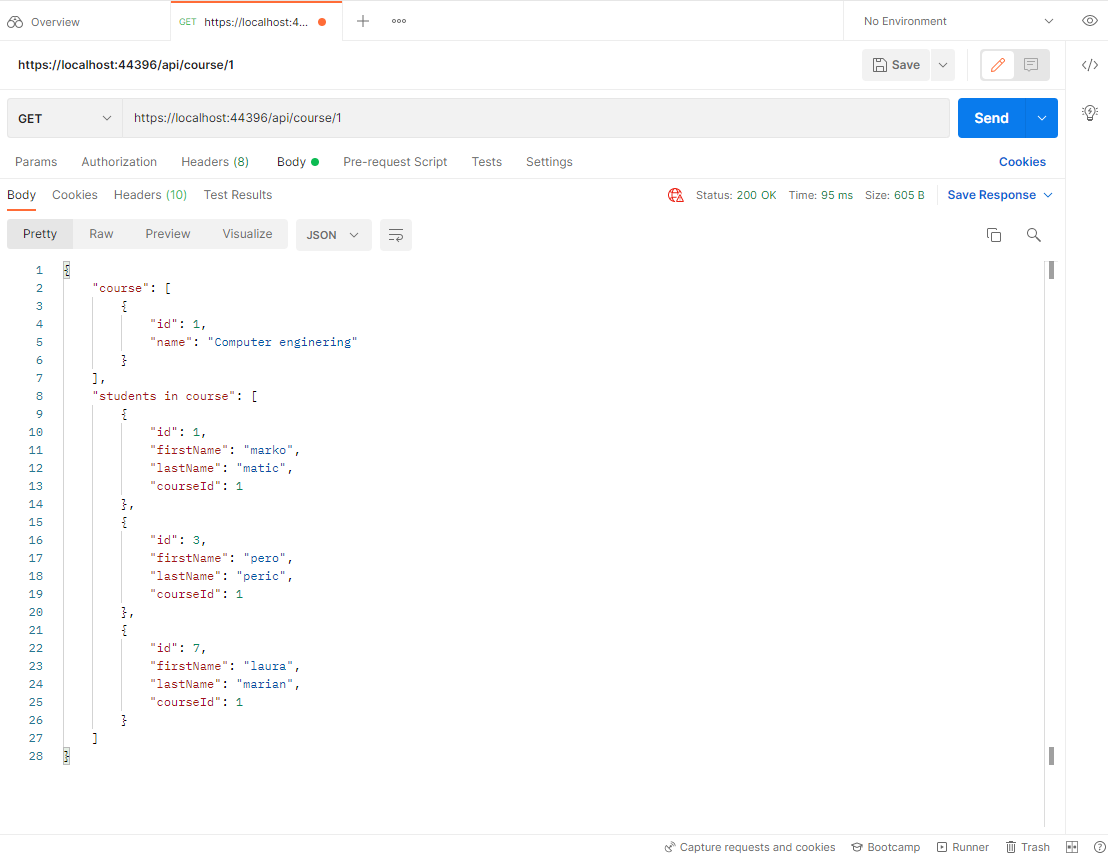 Overview
GET https://localhost:4...
No Environment
https://localhost:44396/api/course/1
Save
GET
https://localhost:44396/api/course/1
Send
Params Authorization Headers (8) Body Pre-request Script Tests Settings Cookies
Body Cookies Headers (10) Test Results Status: 200 OK Time: 95 ms Size: 605 B Save Response
Pretty Raw Preview Visualize JSON
1 {
2 "course": [
3 {
4 "id": 1,
5 "name": "Computer enginering"
6 }
7 ],
8 "students in course": [
9 {
10 "id": 1,
11 "firstName": "marko",
12 "lastName": "matic",
13 "courseId": 1
14 },
15 {
16 "id": 3,
17 "firstName": "pero",
18 "lastName": "peric",
19 "courseId": 1
20 },
21 {
22 "id": 7,
23 "firstName": "laura",
24 "lastName": "marian",
25 "courseId": 1
26 }
27 ]
28 }
Capture requests and cookies Bootcamp Runner Trash